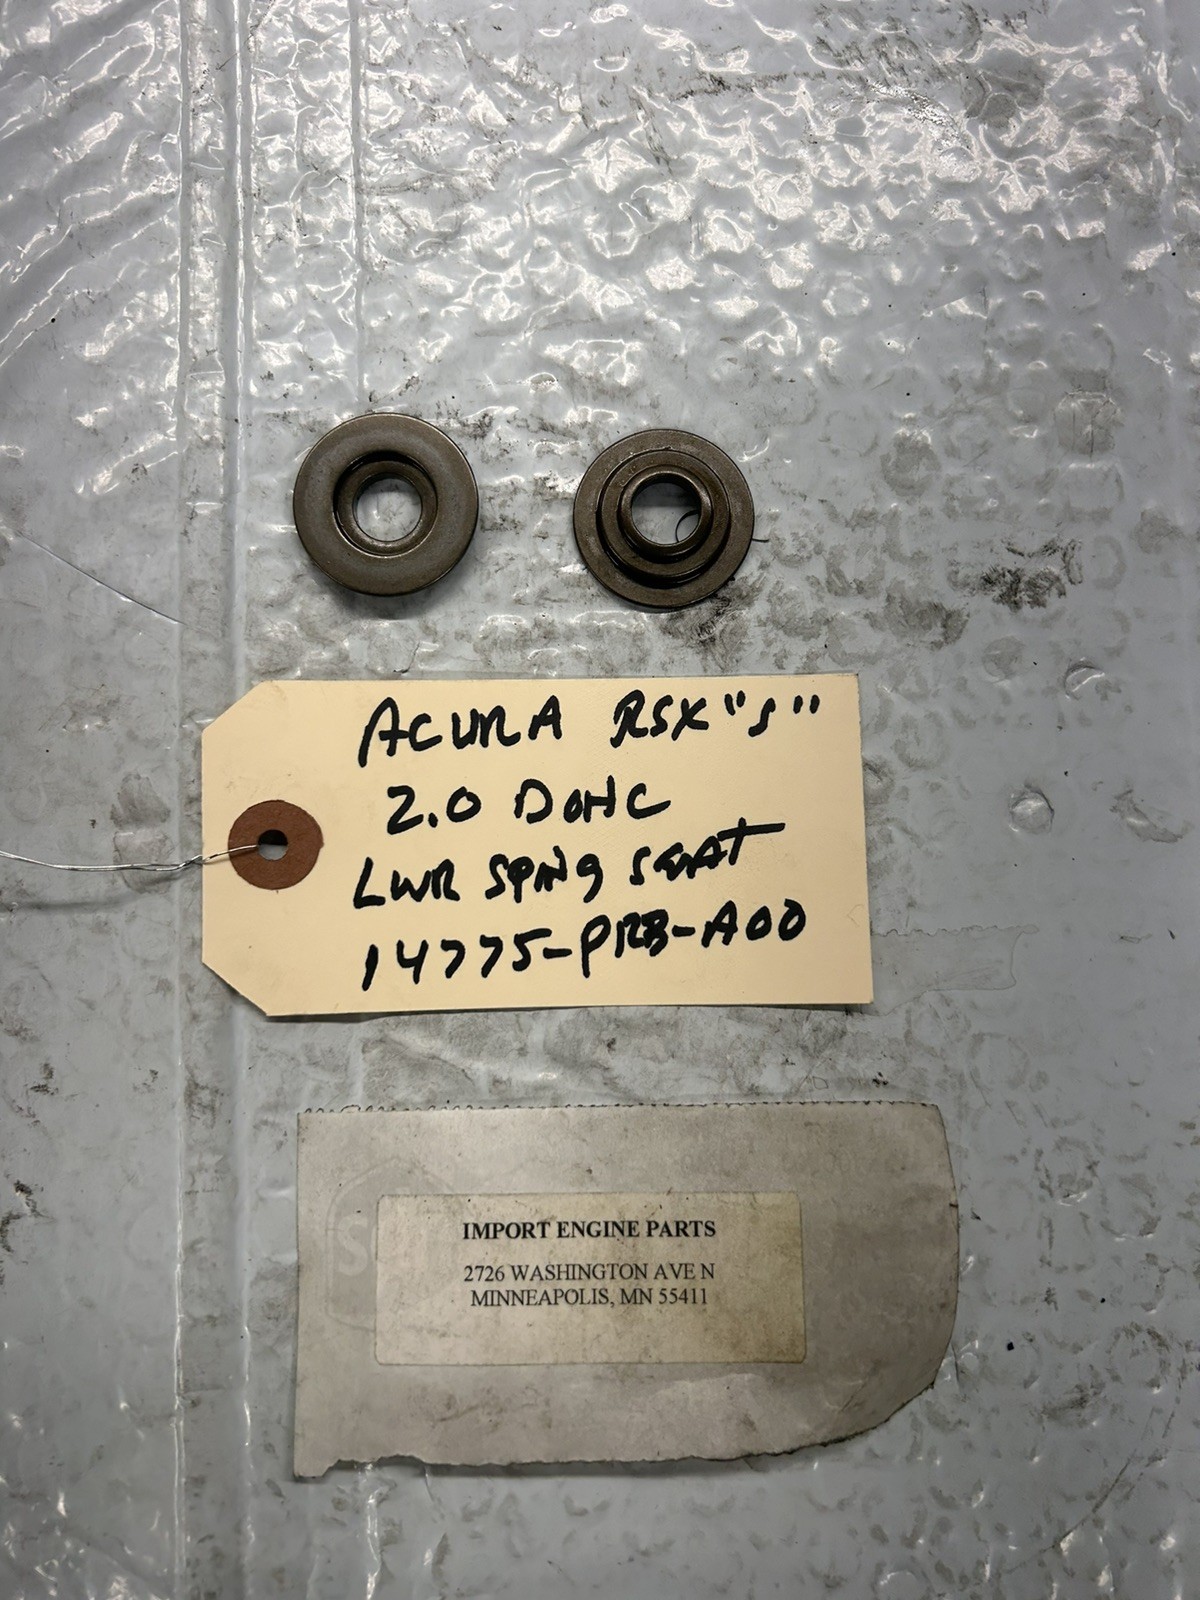 ACURA RSX "S"
2.0 DOHC
LWR SPNG SEAT
14775-PRB-A00
IMPORT ENGINE PARTS
2726 WASHINGTON AVE N
MINNEAPOLIS, MN 55411